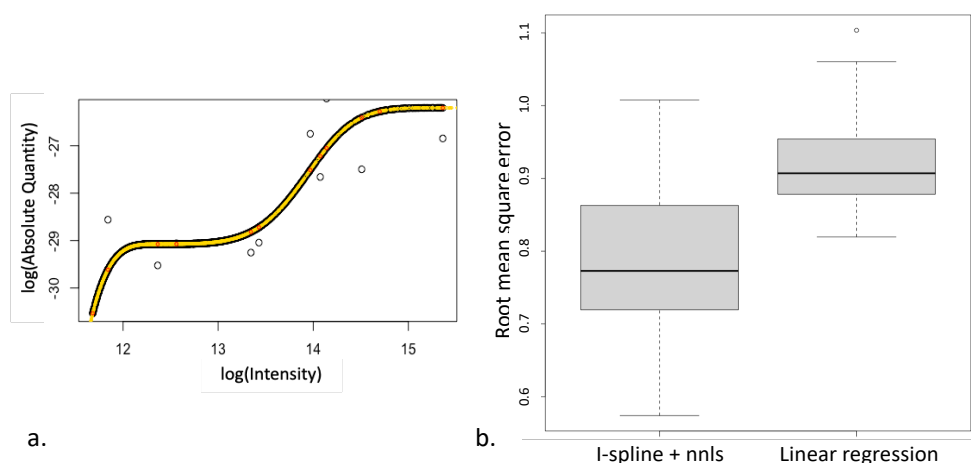 log(Absolute Quantity)
-27
-28
-29
-30
12 13 14 15
log(Intensity)
a.
Root mean square error
1.1
1.0
0.9
0.8
0.7
0.6
I-spline + nnls Linear regression
b.